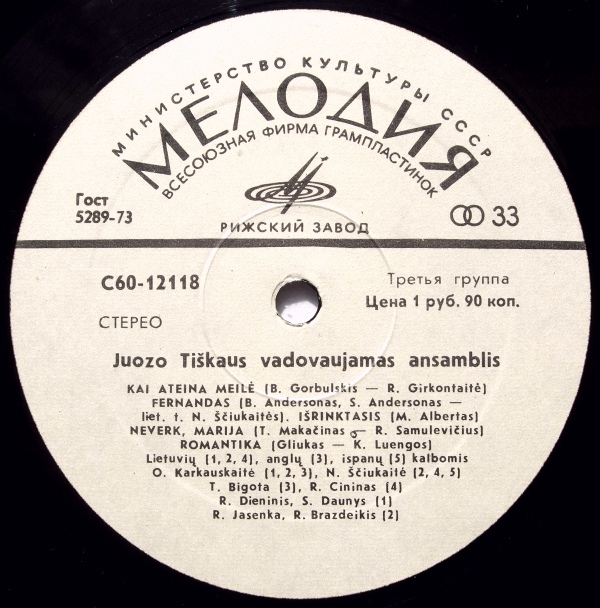 МИНИСТЕРСТВО КУЛЬТУРЫ СССР
МЕЛОДИЯ
ВСЕСОЮЗНАЯ ФИРМА ГРАМПЛАСТИНОК
РИЖСКИЙ ЗАВОД
Гост
5289-73
33
С60-12118
Третья группа
Цена 1 руб. 90 коп.
СТЕРЕО
Juozo Tiškaus vadovaujamas ansamblis
KAI ATEINA MEILĖ (B. Gorbulskis — R. Girkontaitė)
FERNANDAS (B. Andersonas, S. Andersonas —
liet. t. N. Ščiukaitės). IŠRINKTASIS (M. Albertas)
NEVERK, MARIJA (T. Makačinas — R. Samulevičius)
ROMANTIKA (Gliukas — K. Luengos)
Lietuvių (1, 2, 4), anglų (3), ispanų (5) kalbomis
O. Karkauskaitė (1, 2, 3), N. Ščiukaitė (2, 4, 5)
T. Bigota (3), R. Cininas (4)
R. Dieninis, S. Daunys (1)
R. Jasenka, R. Brazdeikis (2)